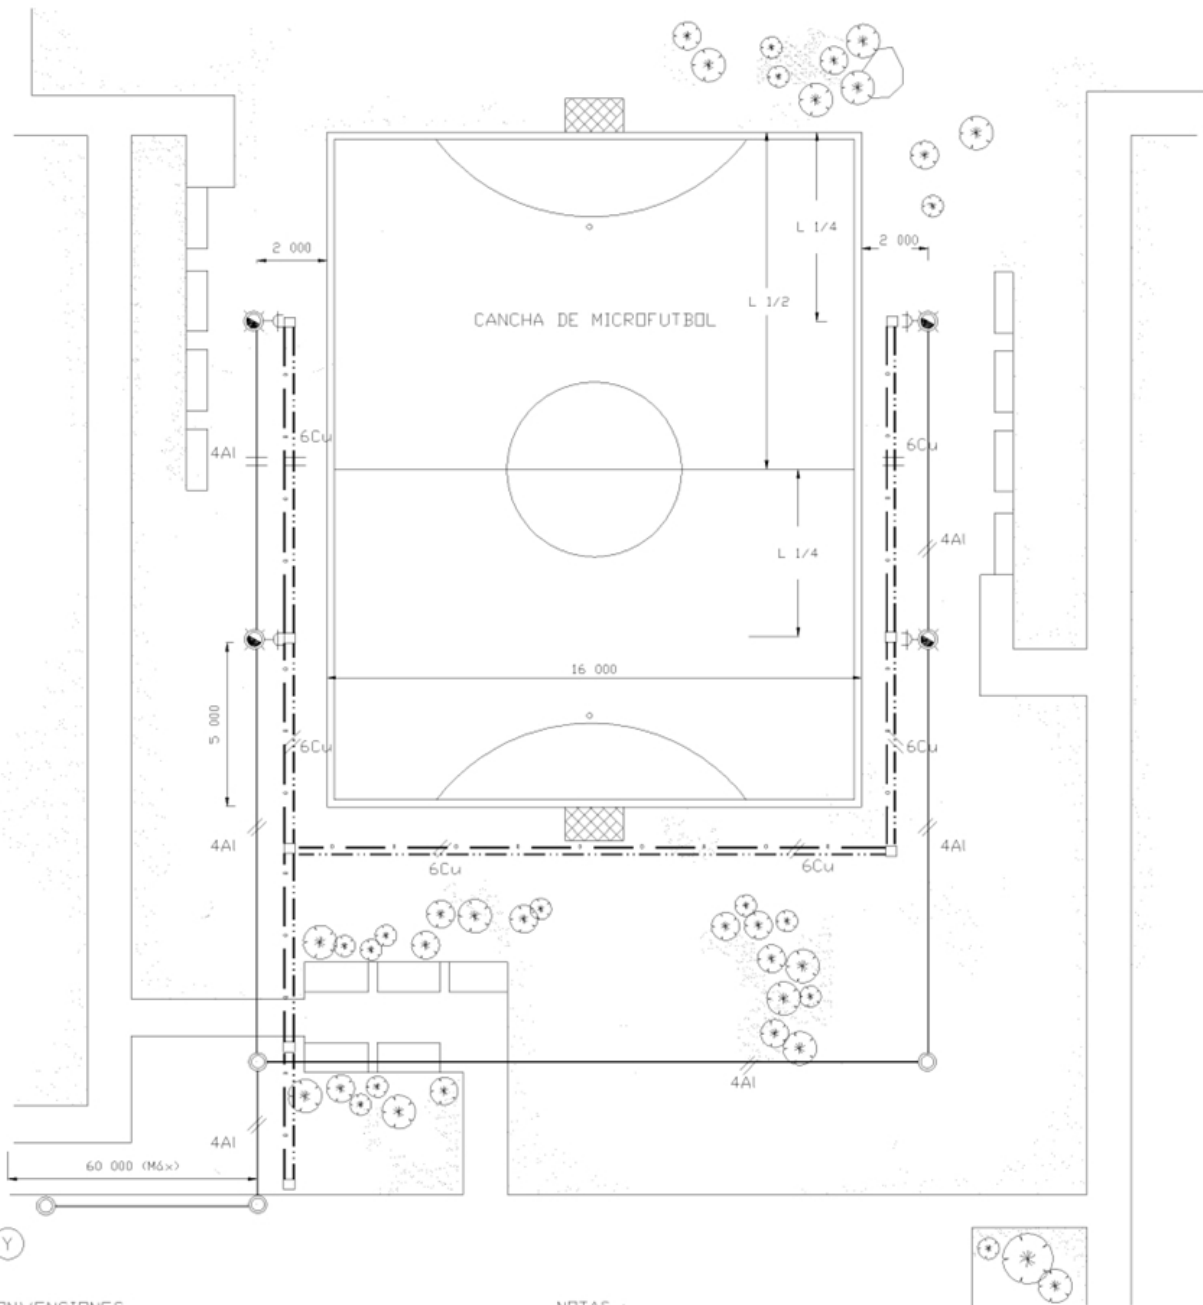 L 1/4
2 000
2 000
L 1/2
CANCHA DE MICROFUTBOL
6Cu
6Cu
4Al
4Al
L 1/4
16 000
5 000
6Cu
6Cu
4Al
4Al
6Cu
6Cu
4Al
4Al
60 000 (Máx)
Y